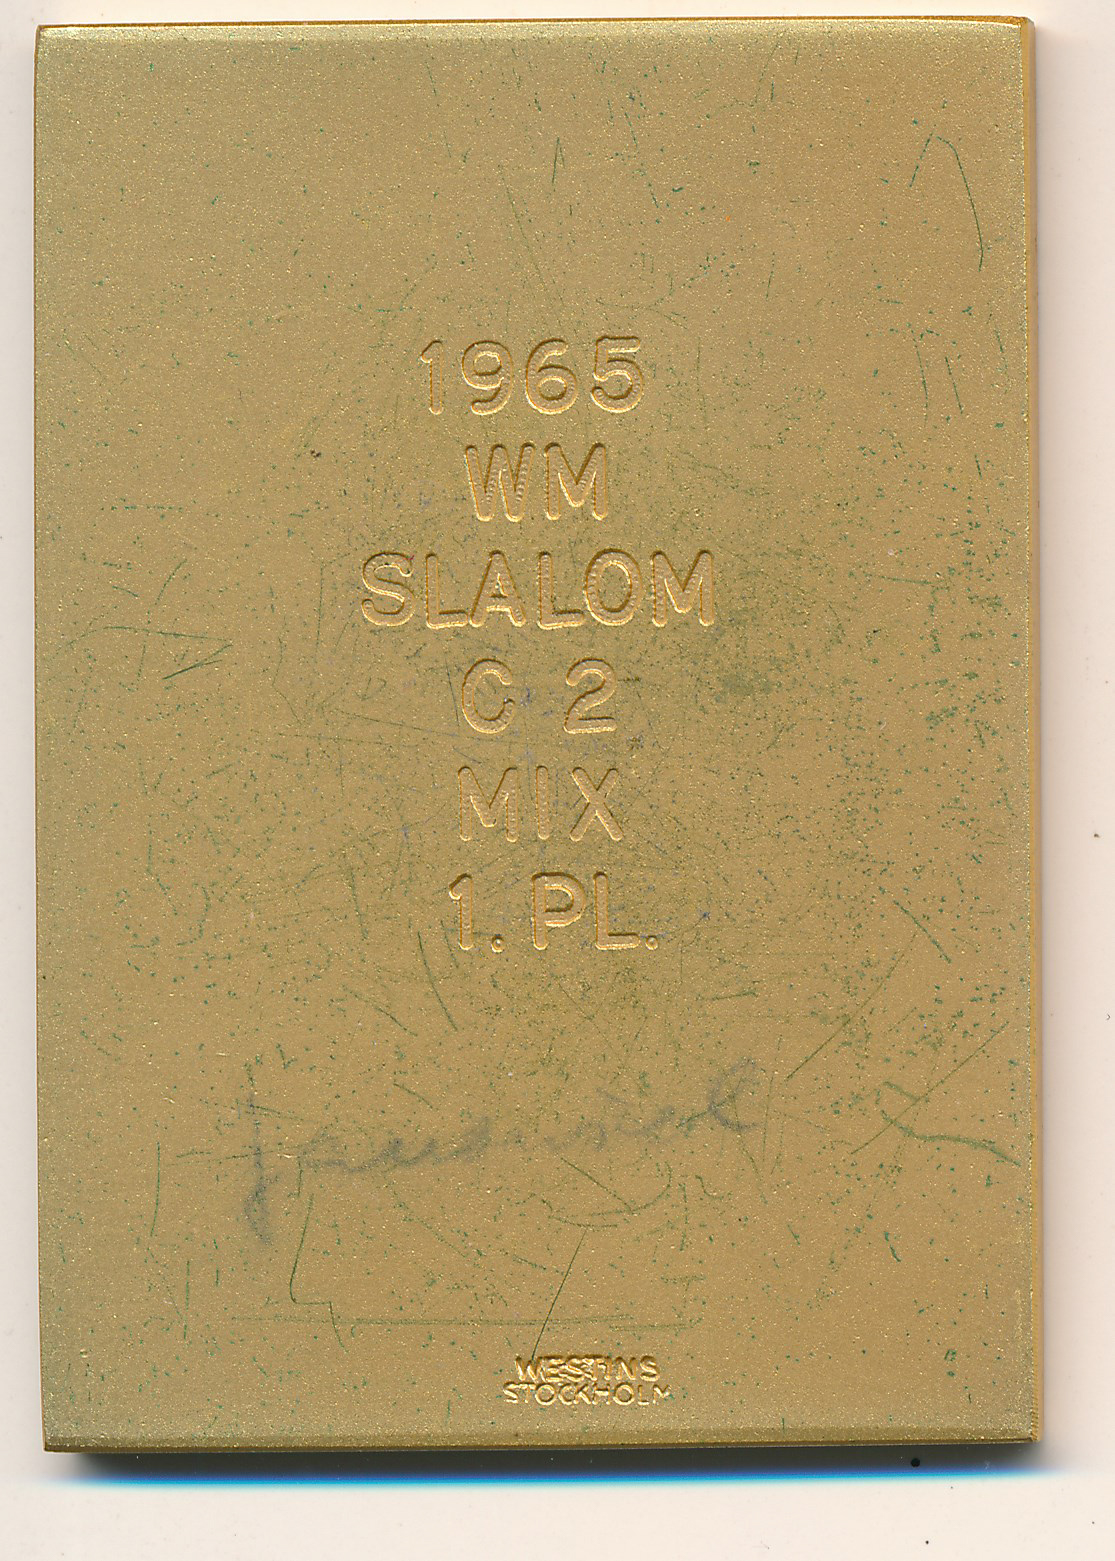 1965
WM
SLALOM
C 2
MIX
1. PL.
WESTINS
STOCKHOLM